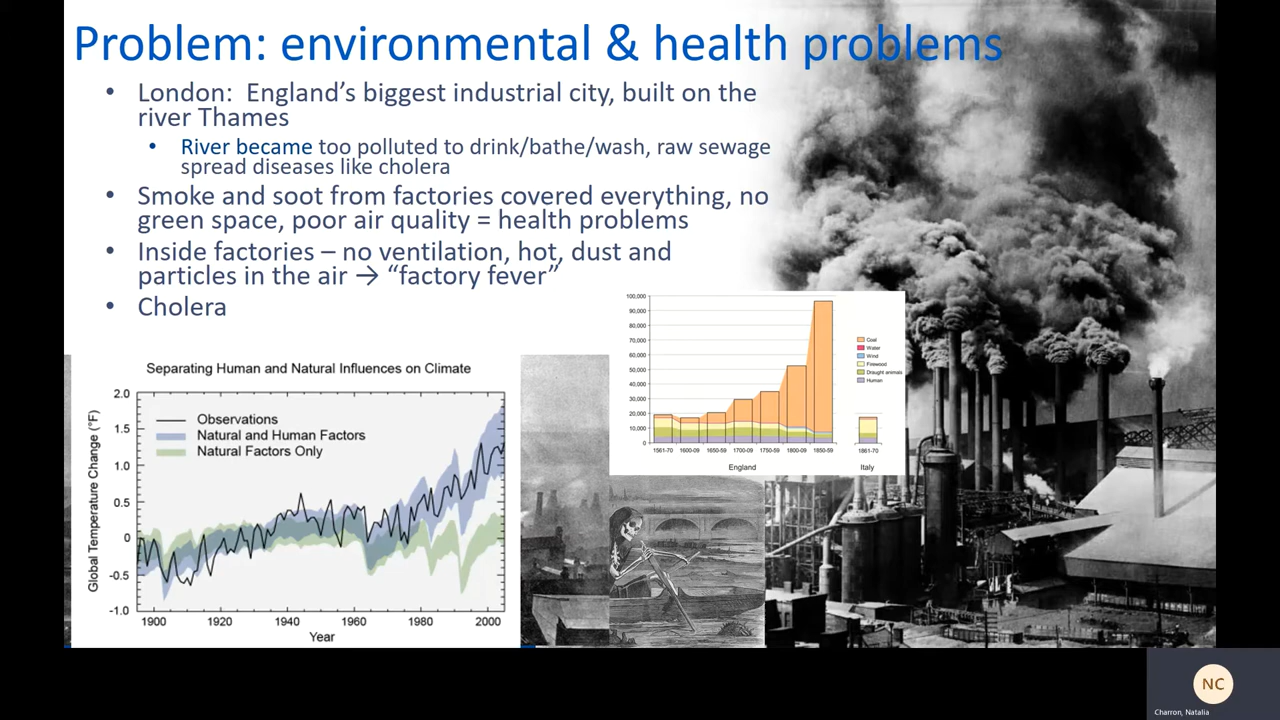 Problem: environmental & health problems
• London:  England’s biggest industrial city, built on the
river Thames
• River became too polluted to drink/bathe/wash, raw sewage
spread diseases like cholera
• Smoke and soot from factories covered everything, no
green space, poor air quality = health problems
• Inside factories – no ventilation, hot, dust and
particles in the air → “factory fever”
• Cholera
Separating Human and Natural Influences on Climate
Global Temperature Change (°F)
2.0
1.5
1.0
0.5
0
-0.5
-1.0
Observations
Natural and Human Factors
Natural Factors Only
1900 1920 1940 1960 1980 2000
Year
100,000
90,000
80,000
70,000
60,000
50,000
40,000
30,000
20,000
10,000
0
1561-70 1600-09 1650-59 1700-09 1750-59 1800-09 1850-59 1861-70
England Italy
Coal
Water
Wind
Firewood
Draught animals
Human
NC
Charron, Natalia